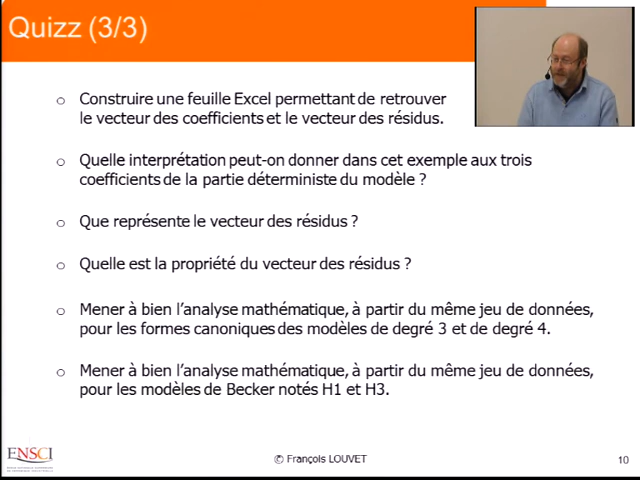 Quizz (3/3)
o Construire une feuille Excel permettant de retrouver
le vecteur des coefficients et le vecteur des résidus.
o Quelle interprétation peut-on donner dans cet exemple aux trois
coefficients de la partie déterministe du modèle ?
o Que représente le vecteur des résidus ?
o Quelle est la propriété du vecteur des résidus ?
o Mener à bien l'analyse mathématique, à partir du même jeu de données,
pour les formes canoniques des modèles de degré 3 et de degré 4.
o Mener à bien l'analyse mathématique, à partir du même jeu de données,
pour les modèles de Becker notés H1 et H3.
ENSCI
© François LOUVET
10